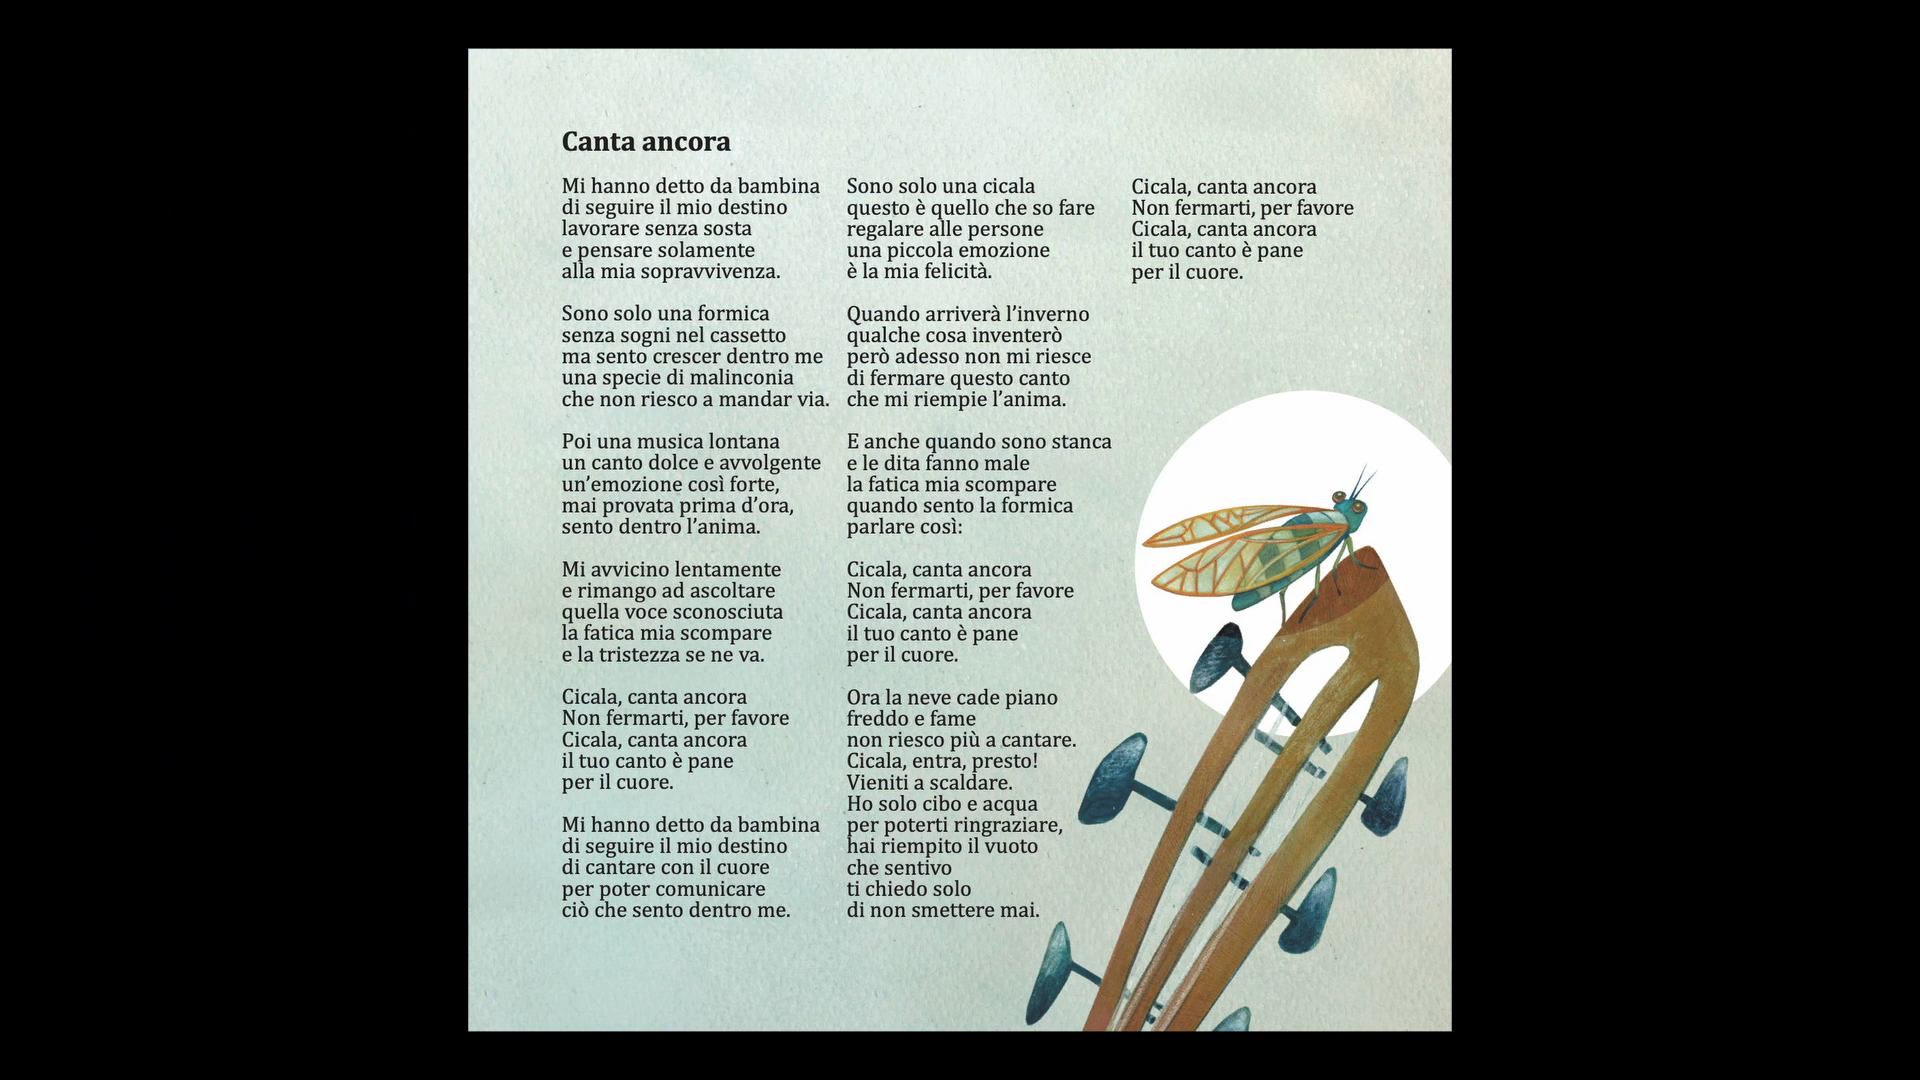 Canta ancora
Mi hanno detto da bambina
di seguire il mio destino
lavorare senza sosta
e pensare solamente
alla mia sopravvivenza.
Sono solo una formica
senza sogni nel cassetto
ma sento crescer dentro me
una specie di malinconia
che non riesco a mandar via.
Poi una musica lontana
un canto dolce e avvolgente
un’emozione così forte,
mai provata prima d’ora,
sento dentro l’anima.
Mi avvicino lentamente
e rimango ad ascoltare
quella voce sconosciuta
la fatica mia scompare
e la tristezza se ne va.
Cicala, canta ancora
Non fermarti, per favore
Cicala, canta ancora
il tuo canto è pane
per il cuore.
Mi hanno detto da bambina
di seguire il mio destino
di cantare con il cuore
per poter comunicare
ciò che sento dentro me.
Sono solo una cicala
questo è quello che so fare
regalare alle persone
una piccola emozione
è la mia felicità.
Quando arriverà l’inverno
qualche cosa inventerò
però adesso non mi riesce
di fermare questo canto
che mi riempie l’anima.
E anche quando sono stanca
e le dita fanno male
la fatica mia scompare
quando sento la formica
parlare così:
Cicala, canta ancora
Non fermarti, per favore
Cicala, canta ancora
il tuo canto è pane
per il cuore.
Ora la neve cade piano
freddo e fame
non riesco più a cantare.
Cicala, entra, presto!
Vieniti a scaldare.
Ho solo cibo e acqua
per poterti ringraziare,
hai riempito il vuoto
che sentivo
ti chiedo solo
di non smettere mai.
Cicala, canta ancora
Non fermarti, per favore
Cicala, canta ancora
il tuo canto è pane
per il cuore.